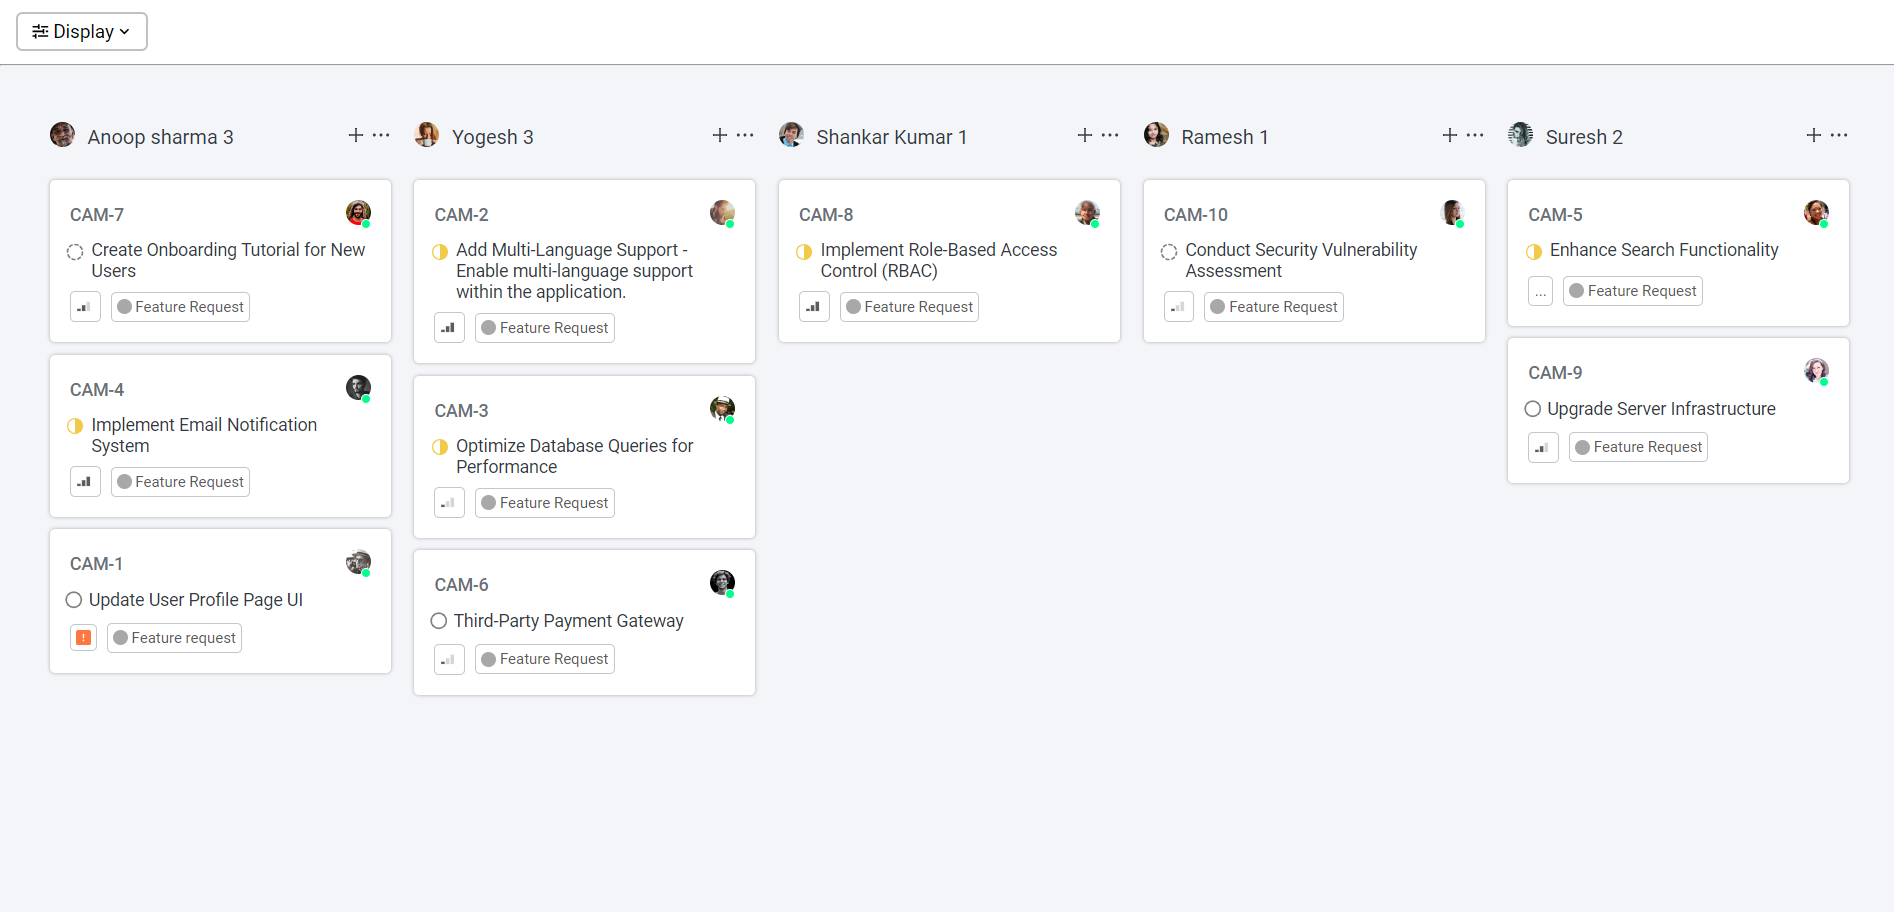 Display
Anoop sharma 3
CAM-7
Create Onboarding Tutorial for New
Users
Feature Request
CAM-4
Implement Email Notification
System
Feature Request
CAM-1
Update User Profile Page UI
!
Feature request
Yogesh 3
CAM-2
Add Multi-Language Support -
Enable multi-language support
within the application.
Feature Request
CAM-3
Optimize Database Queries for
Performance
Feature Request
CAM-6
Third-Party Payment Gateway
Feature Request
Shankar Kumar 1
CAM-8
Implement Role-Based Access
Control (RBAC)
Feature Request
Ramesh 1
CAM-10
Conduct Security Vulnerability
Assessment
Feature Request
Suresh 2
CAM-5
Enhance Search Functionality
... Feature Request
CAM-9
Upgrade Server Infrastructure
Feature Request